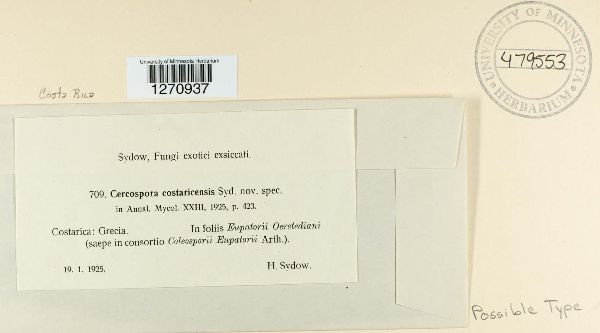 University of Minnesota Herbarium
1270937
UNIVERSITY OF MINNESOTA
479553
HERBARIUM
Costa Rica
Sydow, Fungi exotici exsiccati.
709. Cercospora costaricensis Syd. nov. spec.
in Annal. Mycol. XXIII, 1925, p. 423.
Costarica: Grecia. In foliis Eupatorii Oerstediani
(saepe in consortio Coleosporii Eupatorii Arth.).
19. 1. 1925. H. Sydow.
Possible Type